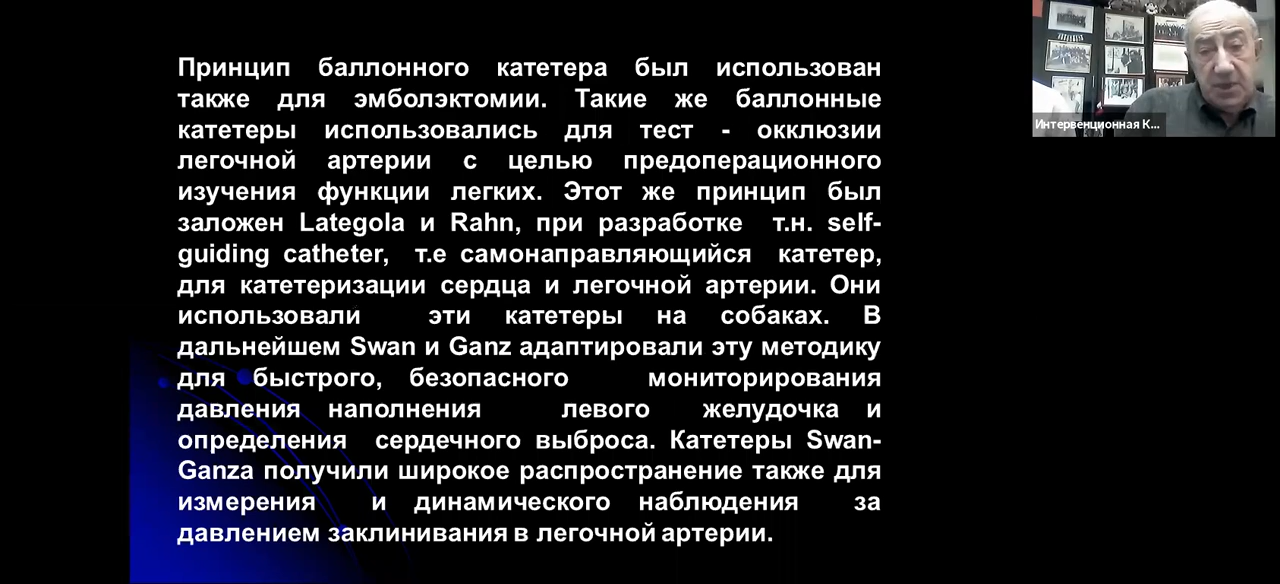 Принцип баллонного катетера был использован
также для эмболэктомии. Такие же баллонные
катетеры использовались для тест - окклюзии
легочной артерии с целью предоперационного
изучения функции легких. Этот же принцип был
заложен Lategola и Rahn, при разработке т.н. self-
guiding catheter, т.е самонаправляющийся катетер,
для катетеризации сердца и легочной артерии. Они
использовали эти катетеры на собаках. В
дальнейшем Swan и Ganz адаптировали эту методику
для быстрого, безопасного мониторирования
давления наполнения левого желудочка и
определения сердечного выброса. Катетеры Swan-
Ganza получили широкое распространение также для
измерения и динамического наблюдения за
давлением заклинивания в легочной артерии.
Интервенционная К...